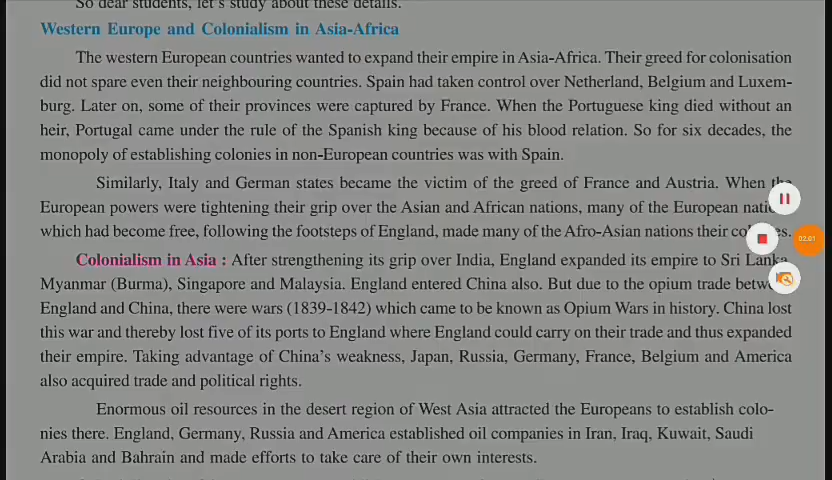 So dear students, let's study about these details.
Western Europe and Colonialism in Asia-Africa
The western European countries wanted to expand their empire in Asia-Africa. Their greed for colonisation
did not spare even their neighbouring countries. Spain had taken control over Netherland, Belgium and Luxem-
burg. Later on, some of their provinces were captured by France. When the Portuguese king died without an
heir, Portugal came under the rule of the Spanish king because of his blood relation. So for six decades, the
monopoly of establishing colonies in non-European countries was with Spain.
Similarly, Italy and German states became the victim of the greed of France and Austria. When the
European powers were tightening their grip over the Asian and African nations, many of the European
which had become free, following the footsteps of England, made many of the Afro-Asian nations their
Colonialism in Asia : After strengthening its grip over India, England expanded its empire to Sri Lanka,
Myanmar (Burma), Singapore and Malaysia. England entered China also. But due to the opium trade
England and China, there were wars (1839-1842) which came to be known as Opium Wars in history. China lost
this war and thereby lost five of its ports to England where England could carry on their trade and thus expanded
their empire. Taking advantage of China's weakness, Japan, Russia, Germany, France, Belgium and America
also acquired trade and political rights.
Enormous oil resources in the desert region of West Asia attracted the Europeans to establish colo-
nies there. England, Germany, Russia and America established oil companies in Iran, Iraq, Kuwait, Saudi
Arabia and Bahrain and made efforts to take care of their own interests.
02:01